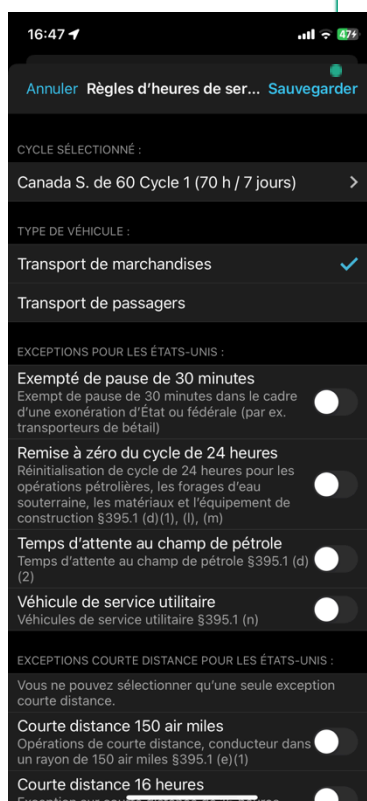 16:47
47
Annuler Règles d'heures de ser... Sauvegarder
CYCLE SÉLECTIONNÉ :
Canada S. de 60 Cycle 1 (70 h / 7 jours)
TYPE DE VÉHICULE :
Transport de marchandises
Transport de passagers
EXCEPTIONS POUR LES ÉTATS-UNIS :
Exempté de pause de 30 minutes
Exempt de pause de 30 minutes dans le cadre
d'une exonération d'État ou fédérale (par ex.
transporteurs de bétail)
Remise à zéro du cycle de 24 heures
Réinitialisation de cycle de 24 heures pour les
opérations pétrolières, les forages d'eau
souterraine, les matériaux et l'équipement de
construction §395.1 (d)(1), (l), (m)
Temps d'attente au champ de pétrole
Temps d'attente au champ de pétrole §395.1 (d)
(2)
Véhicule de service utilitaire
Véhicules de service utilitaire §395.1 (n)
EXCEPTIONS COURTE DISTANCE POUR LES ÉTATS-UNIS :
Vous ne pouvez sélectionner qu'une seule exception
courte distance.
Courte distance 150 air miles
Opérations de courte distance, conducteur dans
un rayon de 150 air miles §395.1 (e)(1)
Courte distance 16 heures